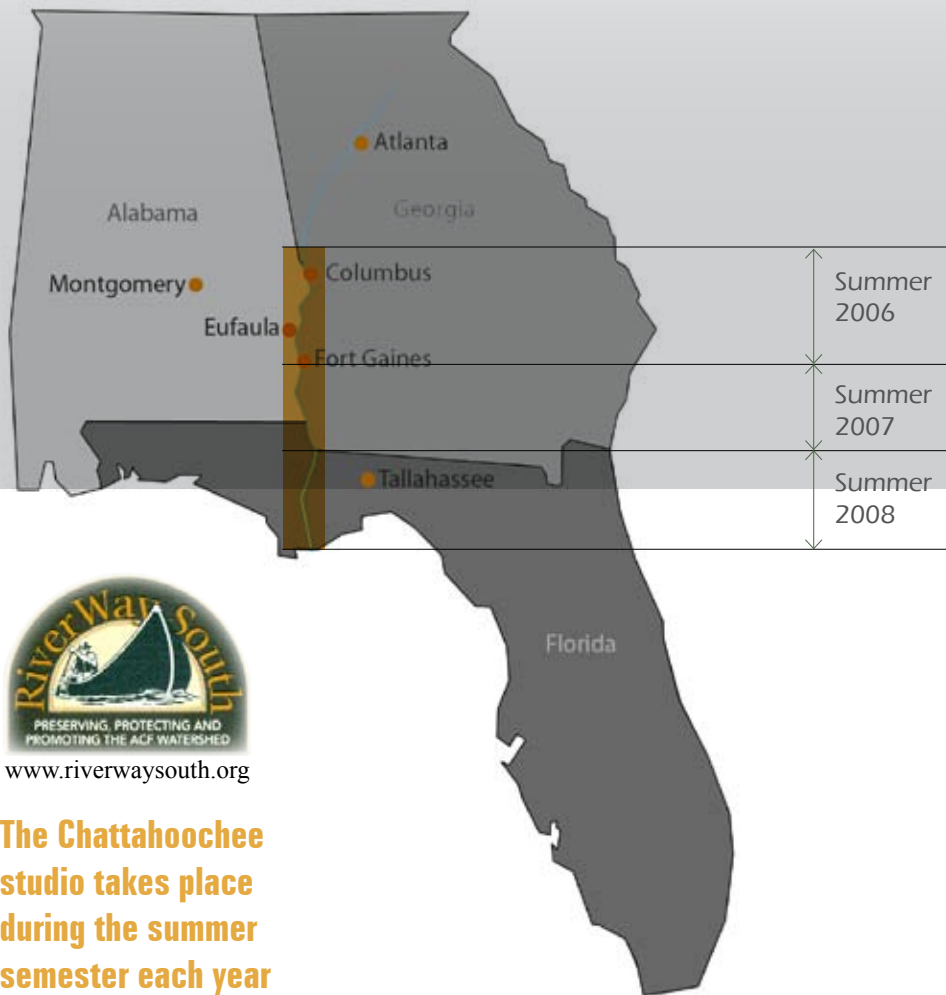 Atlanta
Alabama
Georgia
Montgomery
Columbus
Summer
2006
Eufaula
Fort Gaines
Summer
2007
Tallahassee
Summer
2008
Florida
RiverWay South
PRESERVING, PROTECTING AND
PROMOTING THE ACF WATERSHED
www.riverwaysouth.org
The Chattahoochee
studio takes place
during the summer
semester each year